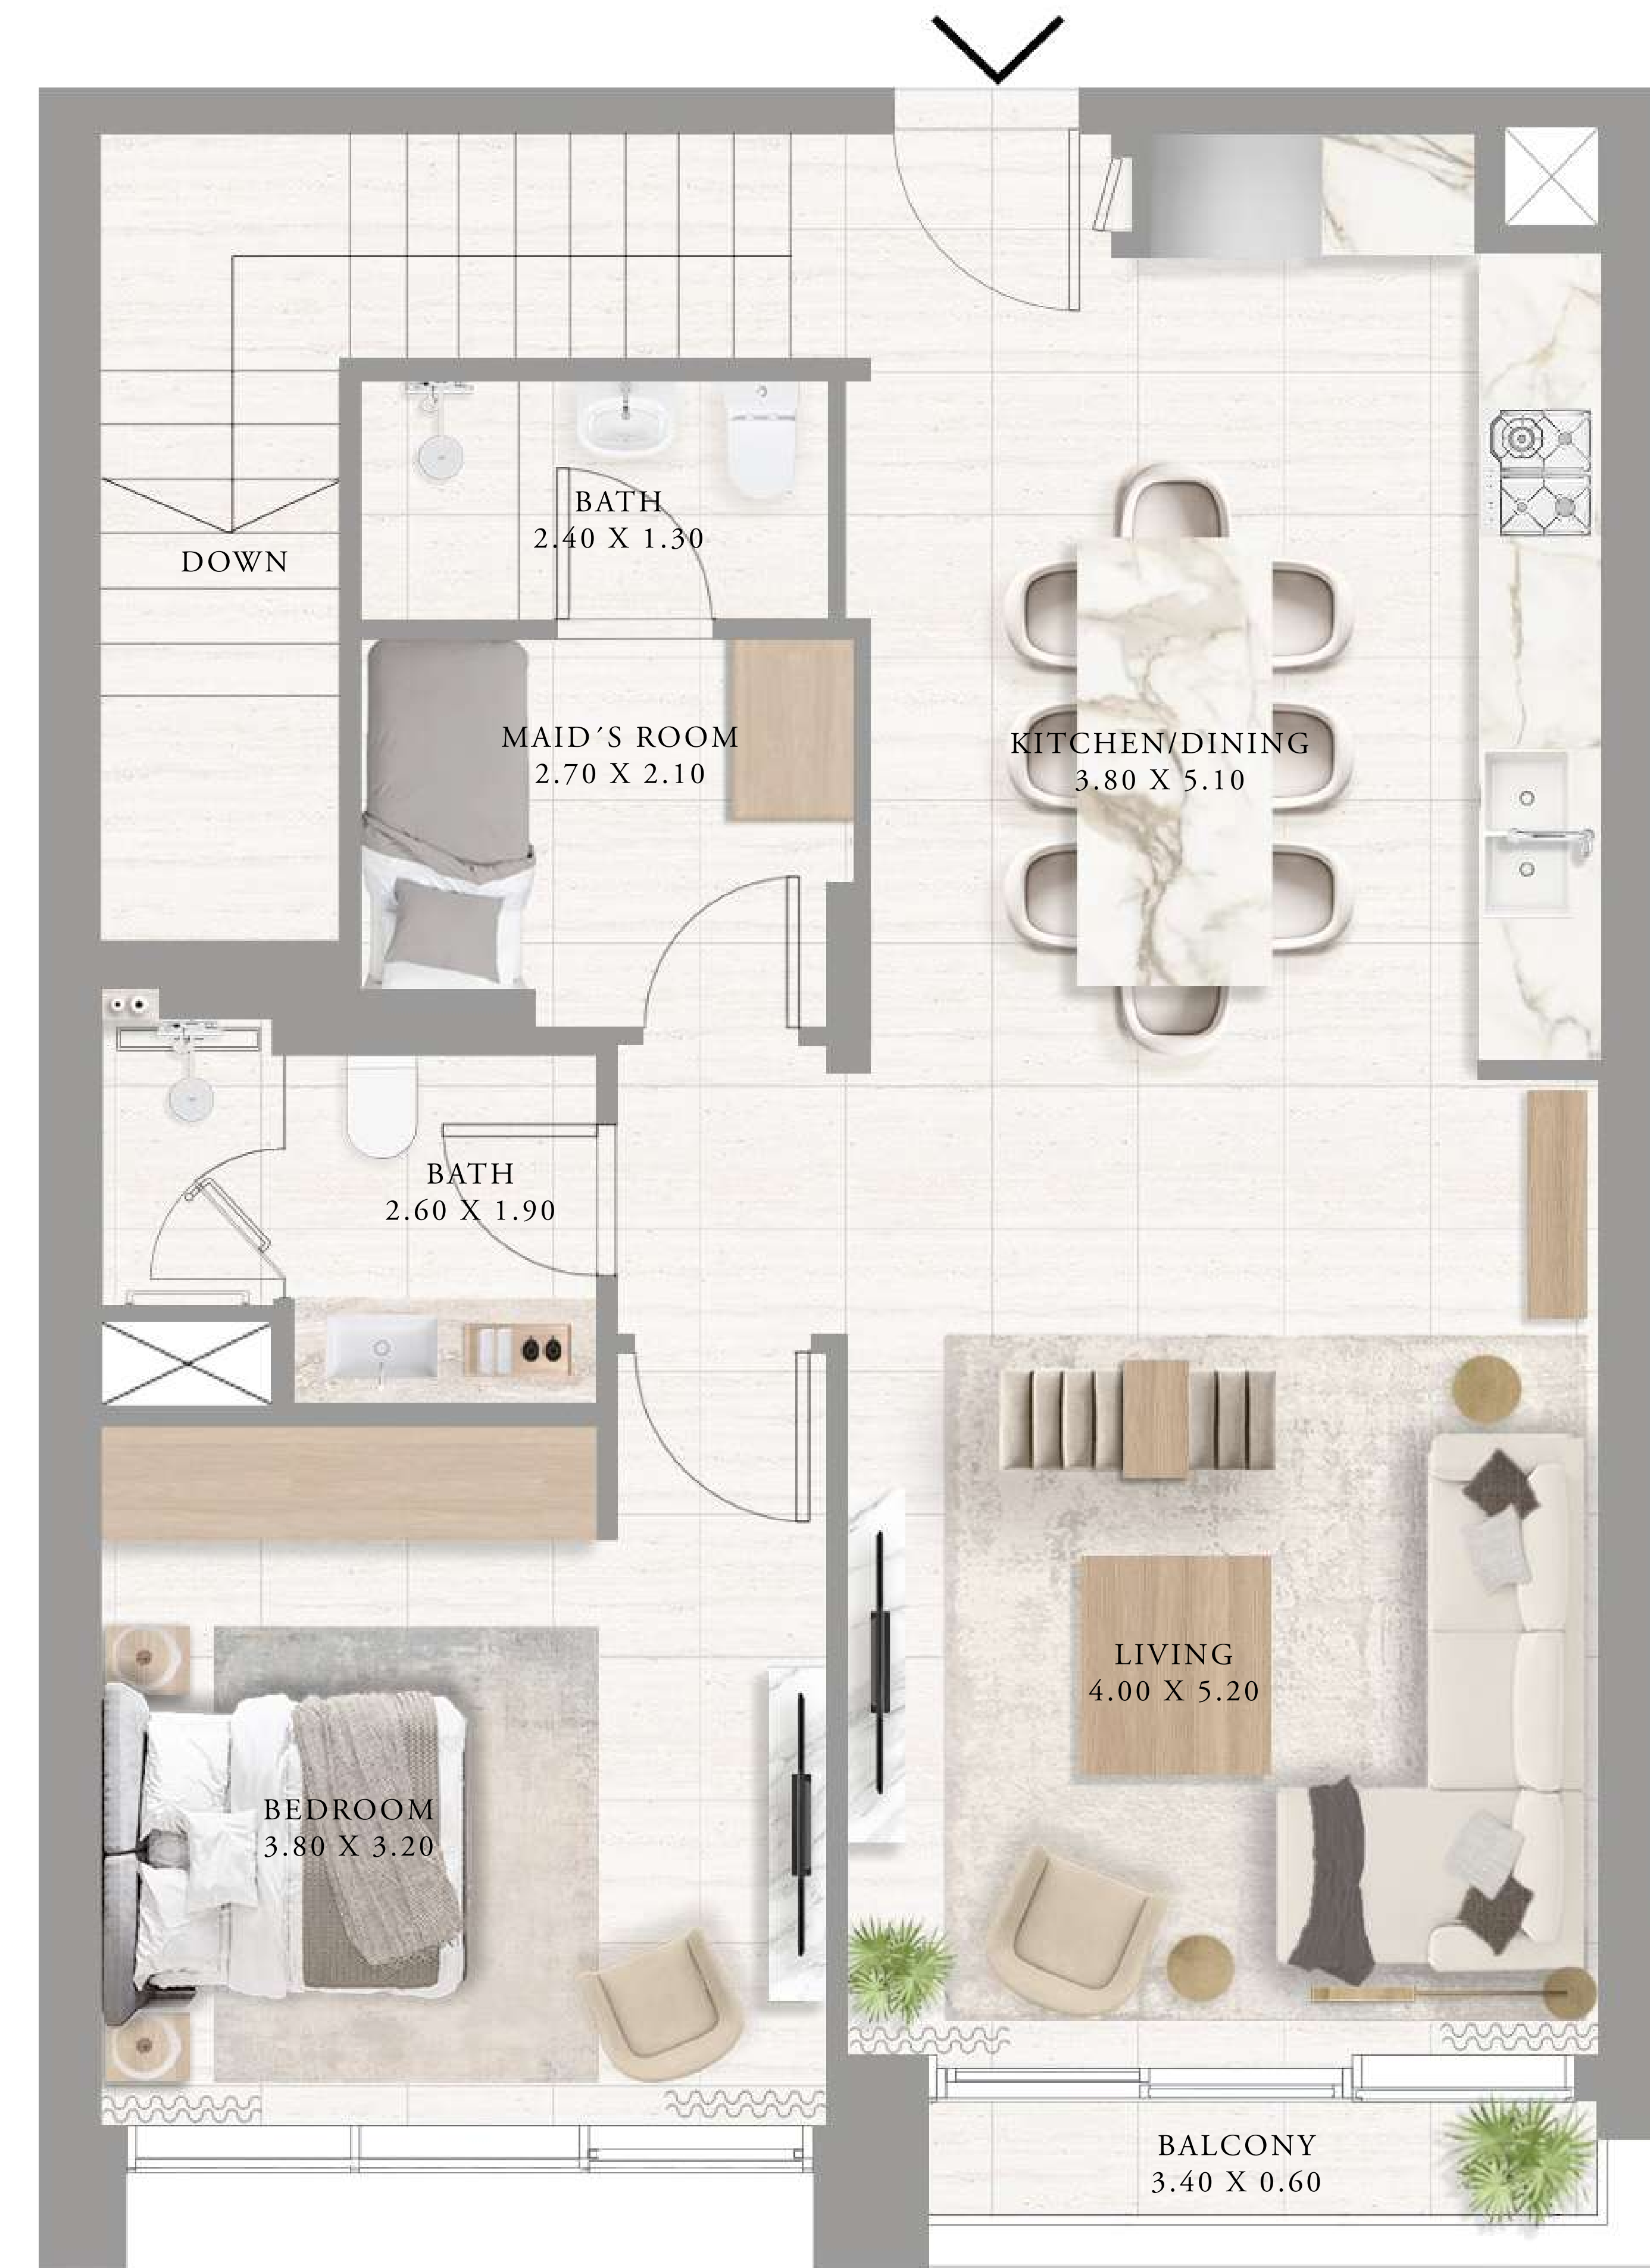 BATH
2.40 X 1.30
DOWN
MAID´S ROOM
2.70 X 2.10
KITCHEN/DINING
3.80 X 5.10
BATH
2.60 X 1.90
LIVING
4.00 X 5.20
BEDROOM
3.80 X 3.20
BALCONY
3.40 X 0.60